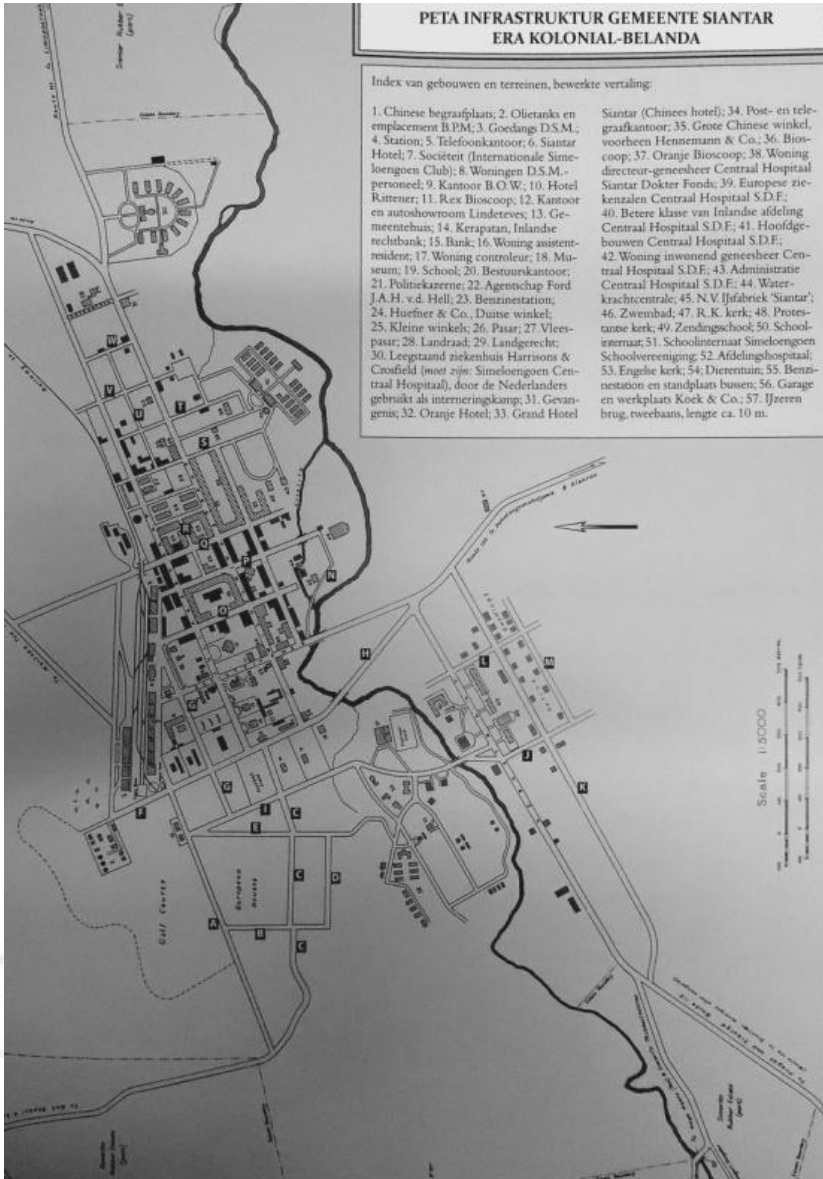 PETA INFRASTRUKTUR GEMEENTE SIANTAR
ERA KOLONIAL-BELANDA
Index van gebouwen en terreinen, bewerkte vertaling:
1. Chinese begraafplaats; 2. Olietanks en
emplacement B.P.M; 3. Goedangs D.S.M.;
4. Station; 5. Telefoonkantoor; 6. Siantar
Hotel; 7. Sociëteit (Internationale Sime-
loengoen Club); 8. Woningen D.S.M.-
personeel; 9. Kantoor B.O.W.; 10. Hotel
Rittener; 11. Rex Bioscoop; 12. Kantoor
en autoshowroom Lindeteves; 13. Ge-
meentehuis; 14. Kerapatan, Inlandse
rechtbank; 15. Bank; 16. Woning assistent-
resident; 17. Woning controleur; 18. Mu-
seum; 19. School; 20. Bestuurskantoor;
21. Politiekazerne; 22. Agentschap Ford
J.A.H. v.d. Hell; 23. Benzinestation;
24. Huefner & Co., Duitse winkel;
25. Kleine winkels; 26. Pasar; 27. Vlees-
pasar; 28. Landraad; 29. Landgerecht;
30. Leegstaand ziekenhuis Harrisons &
Crosfield (moet zijn: Simeloengoen Cen-
traal Hospitaal), door de Nederlanders
gebruikt als interneringskamp; 31. Gevan-
genis; 32. Oranje Hotel; 33. Grand Hotel
Siantar (Chinees hotel); 34. Post- en tele-
graafkantoor; 35. Grote Chinese winkel,
voorheen Hennemann & Co.; 36. Bios-
coop; 37. Oranje Bioscoop; 38. Woning
directeur-geneesheer Centraal Hospitaal
Siantar Dokter Fonds; 39. Europese zie-
kenzalen Centraal Hospitaal S.D.F.;
40. Betere klasse van Inlandse afdeling
Centraal Hospitaal S.D.F.; 41. Hoofdge-
bouwen Centraal Hospitaal S.D.F.;
42. Woning inwonend geneesheer Cen-
traal Hospitaal S.D.F.; 43. Administratie
Centraal Hospitaal S.D.F.; 44. Water-
krachtcentrale; 45. N.V. IJsfabriek 'Siantar';
46. Zwembad; 47. R.K. kerk; 48. Protes-
tantse kerk; 49. Zendingsschool; 50. School-
internaat; 51. Schoolinternaat Simeloengoen
Schoolvereeniging; 52. Afdelingshospitaal;
53. Engelse kerk; 54; Dierentuin; 55. Benzi-
nestation en standplaats bussen; 56. Garage
en werkplaats Koek & Co.; 57. IJzeren
brug, tweebaans, lengte ca. 10 m.
Siantar Rubber
(part)
Estate Boundary
W
V
U
T
S
R
Q
P
N
O
H
L
M
G
J
K
Scale 1:5000
G
F
I
C
E
C
D
Golf Course
European
Houses
A
B
C
Estate Boundary
Rubber Estate
(part)